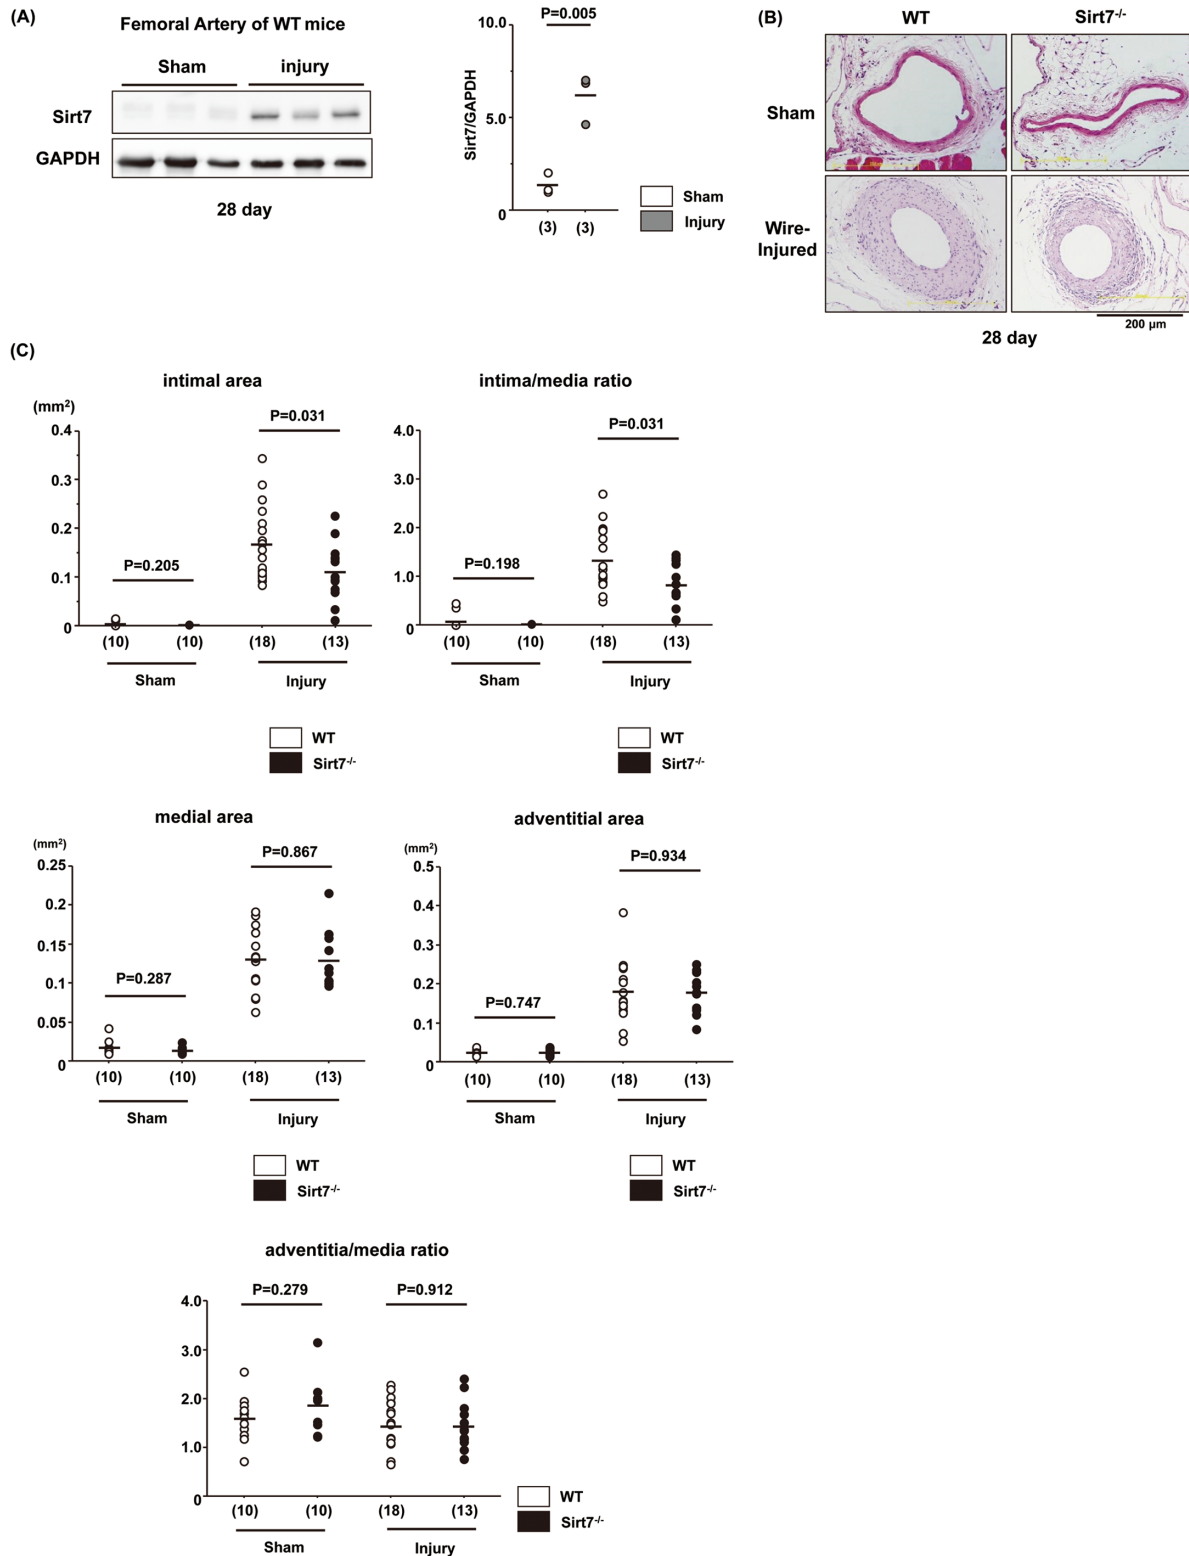 (A)
Femoral Artery of WT mice
Sham injury
Sirt7
GAPDH
28 day
P=0.005
10.0
5.0
0
Sirt7/GAPDH
(3) (3)
Sham
Injury
(B)
WT Sirt7-/-
Sham
Wire-
Injured
200 μm
28 day
(C)
intimal area
(mm²)
P=0.031
0.4
0.3
0.2
P=0.205
0.1
0
(10) (10) (18) (13)
Sham Injury
WT
Sirt7-/-
intima/media ratio
P=0.031
4.0
3.0
2.0
P=0.198
1.0
0
(10) (10) (18) (13)
Sham Injury
WT
Sirt7-/-
medial area
(mm²)
P=0.867
0.25
0.2
0.15
P=0.287
0.1
0.05
0
(10) (10) (18) (13)
Sham Injury
WT
Sirt7-/-
adventitial area
(mm²)
P=0.934
0.5
0.4
0.3
0.2
P=0.747
0.1
0
(10) (10) (18) (13)
Sham Injury
WT
Sirt7-/-
adventitia/media ratio
P=0.279 P=0.912
4.0
3.0
2.0
1.0
0
(10) (10) (18) (13)
Sham Injury
WT
Sirt7-/-